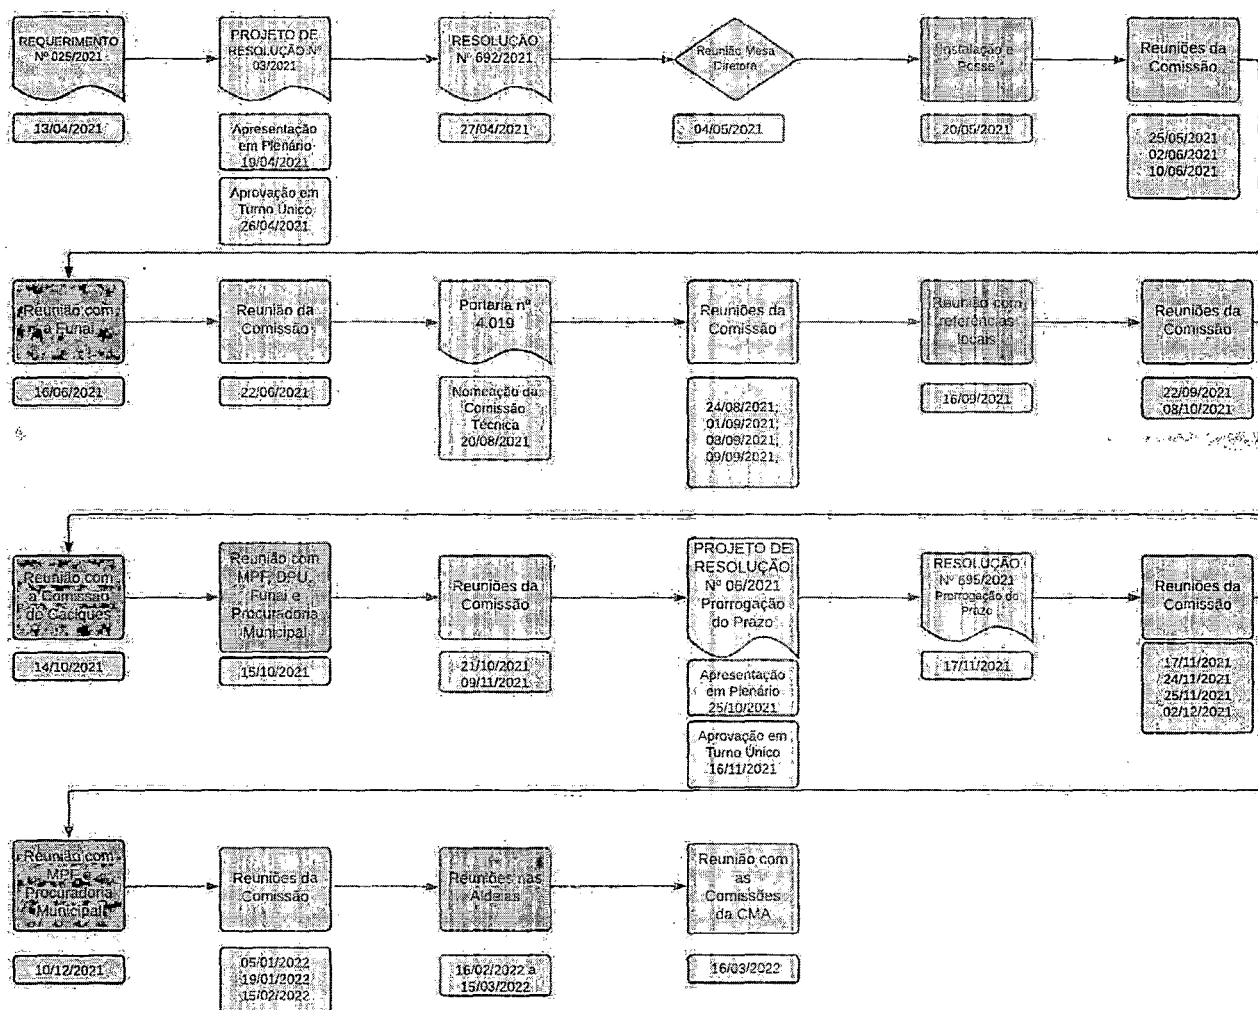 REQUERIMENTO
Nº 025/2021
13/04/2021
PROJETO DE
RESOLUÇÃO Nº
03/2021
Apresentação
em Plenário
19/04/2021
Aprovação em
Turno Único
26/04/2021
RESOLUÇÃO
Nº 692/2021
27/04/2021
Reunião Mesa
Diretora
04/05/2021
Instalação e
Posse
20/05/2021
Reuniões da
Comissão
25/05/2021
02/06/2021
10/06/2021
Reunião com
a Funai
16/06/2021
Reunião da
Comissão
22/06/2021
Portaria nº
4.019
Nomeação da
Comissão
Técnica
20/08/2021
Reuniões da
Comissão
24/08/2021;
01/09/2021;
08/09/2021;
09/09/2021;
Reunião com
referências
locais
16/09/2021
Reuniões da
Comissão
22/09/2021
08/10/2021
Reunião com
a Comissão
de Caciques
14/10/2021
Reunião com
MPF, DPU,
Funai e
Procuradoria
Municipal
15/10/2021
Reuniões da
Comissão
21/10/2021
09/11/2021
PROJETO DE
RESOLUÇÃO
Nº 06/2021
Prorrogação
do Prazo
Apresentação
em Plenário
25/10/2021
Aprovação em
Turno Único
16/11/2021
RESOLUÇÃO
Nº 695/2021
Prorrogação do
Prazo
17/11/2021
Reuniões da
Comissão
17/11/2021
24/11/2021
25/11/2021
02/12/2021
Reunião com
MPF e
Procuradoria
Municipal
10/12/2021
Reuniões da
Comissão
05/01/2022
19/01/2022
15/02/2022
Reuniões nas
Aldeias
16/02/2022 a
15/03/2022
Reunião com
as
Comissões
da CMA
16/03/2022